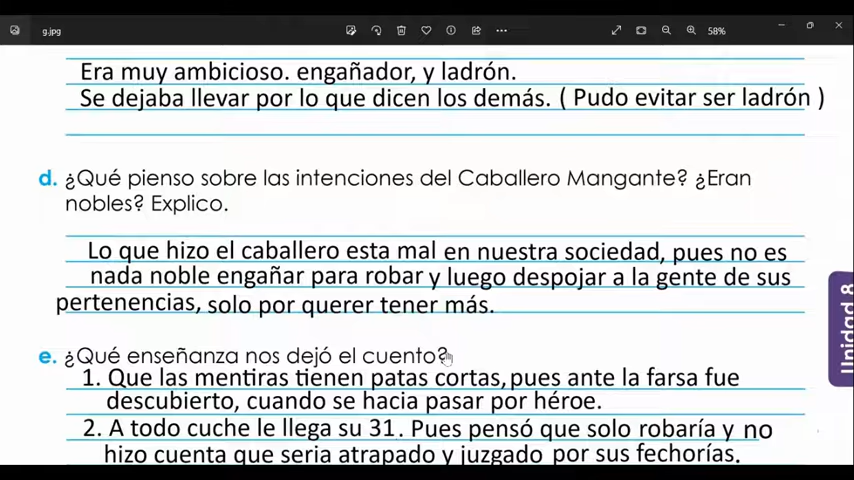 g.jpg
58%
Era muy ambicioso. engañador, y ladrón.
Se dejaba llevar por lo que dicen los demás. ( Pudo evitar ser ladrón )
d. ¿Qué pienso sobre las intenciones del Caballero Mangante? ¿Eran
nobles? Explico.
Lo que hizo el caballero esta mal en nuestra sociedad, pues no es
nada noble engañar para robar y luego despojar a la gente de sus
pertenencias, solo por querer tener más.
Unidad 8
e. ¿Qué enseñanza nos dejó el cuento?
1. Que las mentiras tienen patas cortas, pues ante la farsa fue
descubierto, cuando se hacia pasar por héroe.
2. A todo cuche le llega su 31. Pues pensó que solo robaría y no
hizo cuenta que seria atrapado y juzgado por sus fechorías.